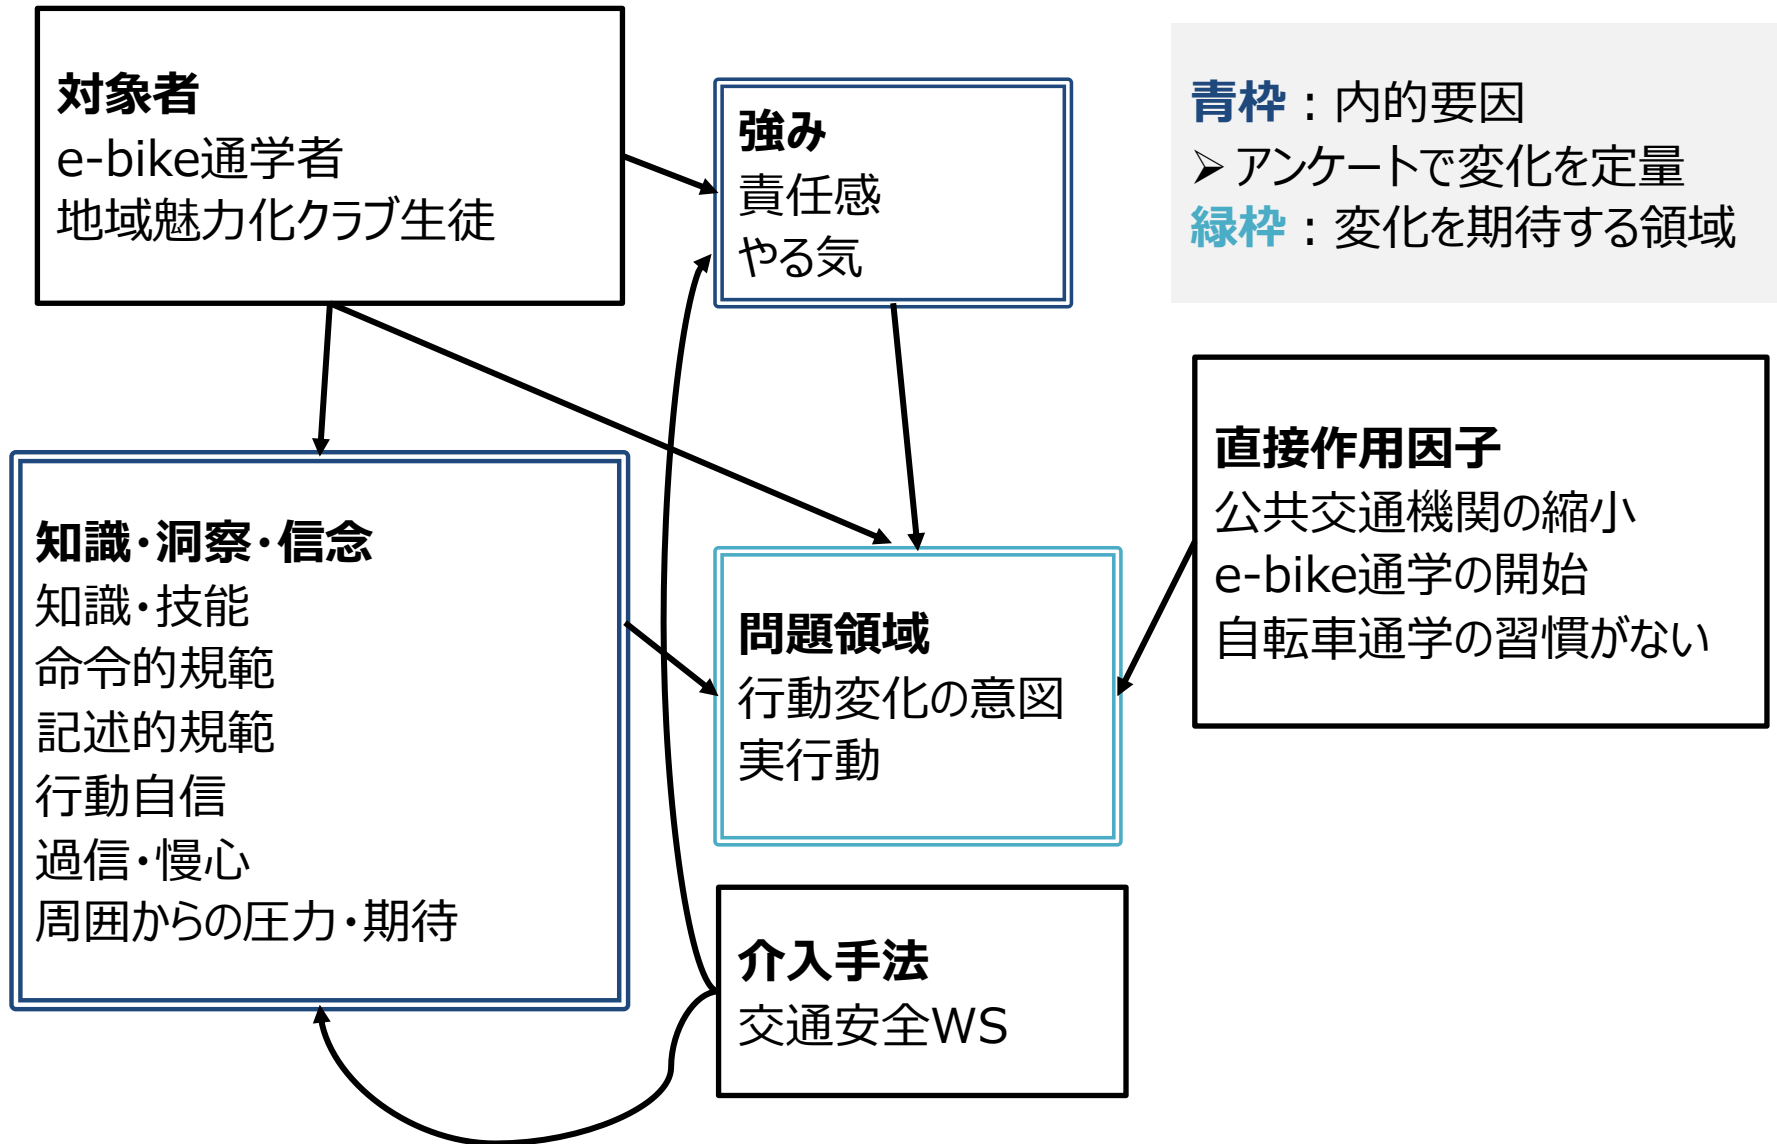 対象者
e-bike通学者
地域魅力化クラブ生徒
強み
責任感
やる気
青枠：内的要因
➢アンケートで変化を定量
緑枠：変化を期待する領域
直接作用因子
公共交通機関の縮小
e-bike通学の開始
自転車通学の習慣がない
知識・洞察・信念
知識・技能
命令的規範
記述的規範
行動自信
過信・慢心
周囲からの圧力・期待
問題領域
行動変化の意図
実行動
介入手法
交通安全WS